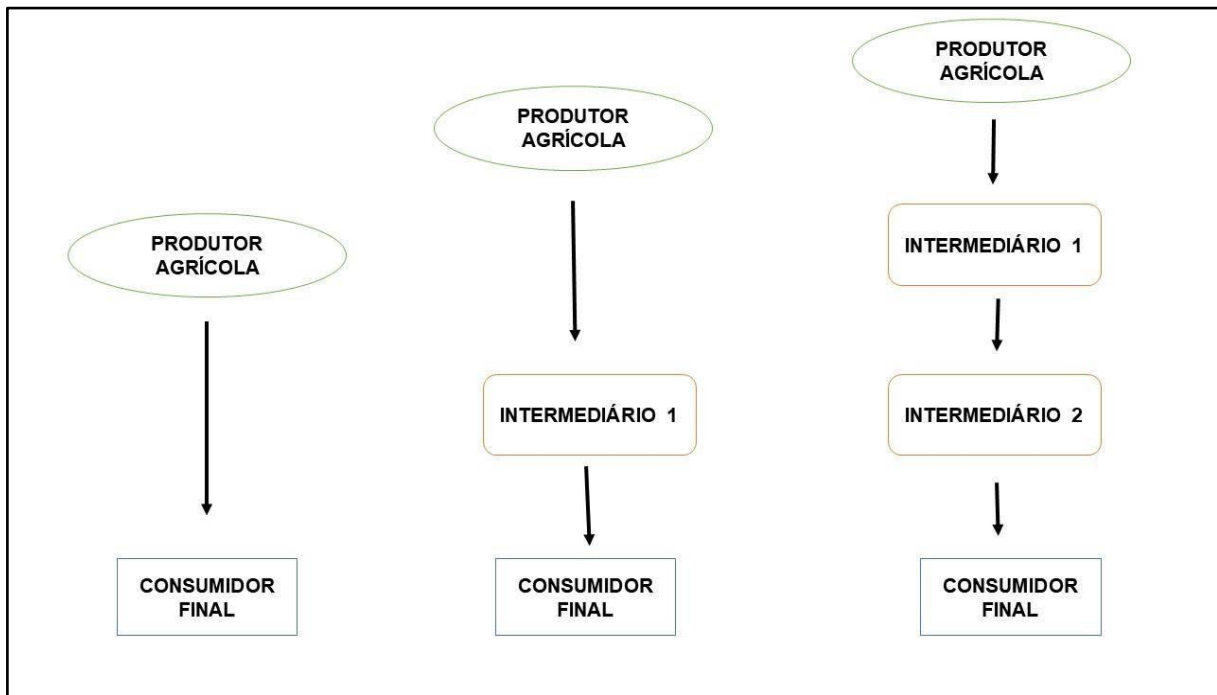 PRODUTOR
AGRÍCOLA
CONSUMIDOR
FINAL
PRODUTOR
AGRÍCOLA
INTERMEDIÁRIO 1
CONSUMIDOR
FINAL
PRODUTOR
AGRÍCOLA
INTERMEDIÁRIO 1
INTERMEDIÁRIO 2
CONSUMIDOR
FINAL